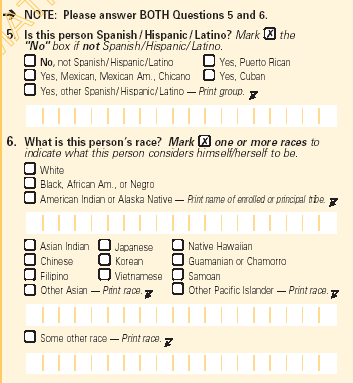 NOTE: Please answer BOTH Questions 5 and 6.
5. Is this person Spanish/Hispanic/Latino? Mark X the
"No" box if not Spanish/Hispanic/Latino.
No, not Spanish/Hispanic/Latino Yes, Puerto Rican
Yes, Mexican, Mexican Am., Chicano Yes, Cuban
Yes, other Spanish/Hispanic/Latino — Print group.
6. What is this person's race? Mark X one or more races to
indicate what this person considers himself/herself to be.
White
Black, African Am., or Negro
American Indian or Alaska Native — Print name of enrolled or principal tribe.
Asian Indian Japanese Native Hawaiian
Chinese Korean Guamanian or Chamorro
Filipino Vietnamese Samoan
Other Asian — Print race. Other Pacific Islander — Print race.
Some other race — Print race.